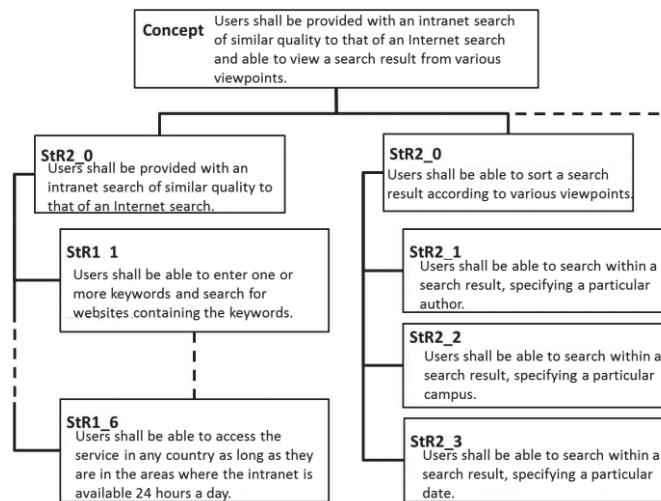 Concept
Users shall be provided with an intranet search
of similar quality to that of an Internet search
and able to view a search result from various
viewpoints.
StR2_0
Users shall be provided with an
intranet search of similar quality to
that of an Internet search.
StR1_1
Users shall be able to enter one or
more keywords and search for
websites containing the keywords.
StR1_6
Users shall be able to access the
service in any country as long as they
are in the areas where the intranet is
available 24 hours a day.
StR2_0
Users shall be able to sort a search
result according to various viewpoints.
StR2_1
Users shall be able to search within a
search result, specifying a particular
author.
StR2_2
Users shall be able to search within a
search result, specifying a particular
campus.
StR2_3
Users shall be able to search within a
search result, specifying a particular
date.